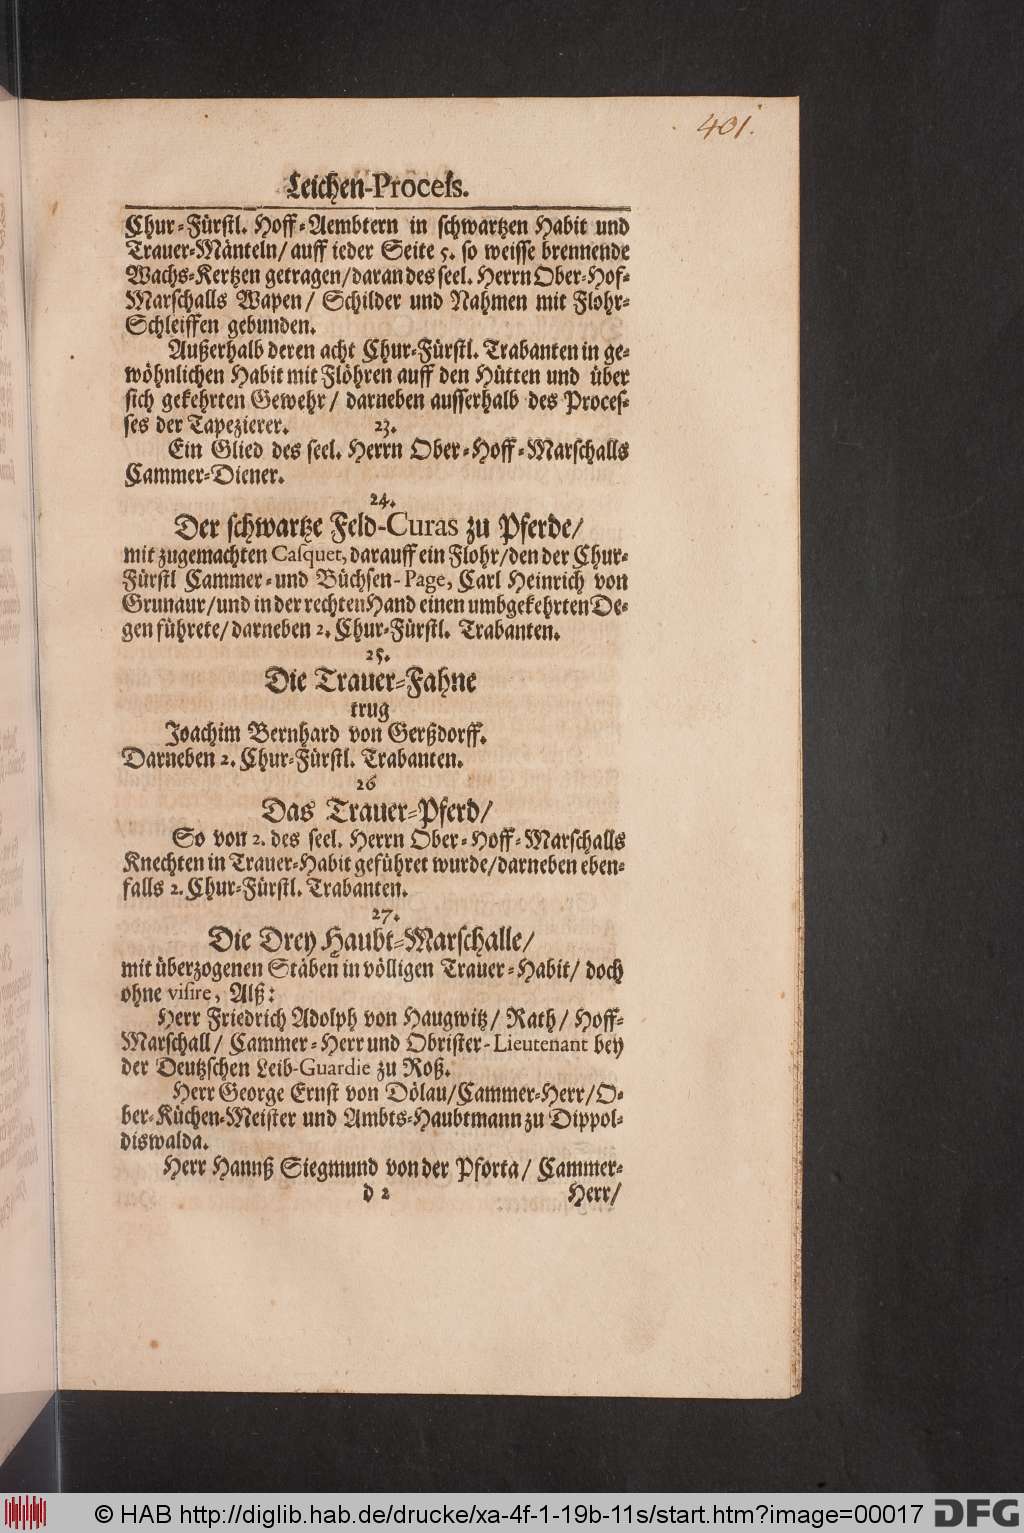 401.
Leichen-Proceſs.
Chur-Fürſtl. Hoff-Aembtern in ſchwartzen Habit und
Trauer-Mänteln/ auff ieder Seite 5. ſo weiſſe brennende
Wachs-Kertzen getragen/ daran des ſeel. Herrn Ober-Hof-
Marſchalls Wapen/ Schilder und Nahmen mit Flohr-
Schleiffen gebunden.
Außerhalb deren acht Chur-Fürſtl. Trabanten in ge-
wöhnlichen Habit mit Flöhren auff den Hütten und über
ſich gekehrten Gewehr/ darneben auſſerhalb des Proceſ-
ſes der Tapezierer. 23.
Ein Glied des ſeel. Herrn Ober-Hoff-Marſchalls
Cammer-Diener.
24.
Der ſchwartze Feld-Curas zu Pferde/
mit zugemachten Caſquet, darauff ein Flohr/ den der Chur-
Fürſtl Cammer- und Büchſen-Page, Carl Heinrich von
Grunaur/ und in der rechten Hand einen umbgekehrten De-
gen führete/ darneben 2. Chur-Fürſtl. Trabanten.
25.
Die Trauer-Fahne
trug
Joachim Bernhard von Gerßdorff.
Darneben 2. Chur-Fürſtl. Trabanten.
26
Das Trauer-Pferd/
So von 2. des ſeel. Herrn Ober-Hoff-Marſchalls
Knechten in Trauer-Habit geführet wurde/ darneben eben-
falls 2. Chur-Fürſtl. Trabanten.
27.
Die Drey Haubt-Marſchalle/
mit überzogenen Stäben in völligen Trauer-Habit/ doch
ohne viſire, Alß:
Herr Friedrich Adolph von Haugwitz/ Rath/ Hoff-
Marſchall/ Cammer-Herr und Obriſter-Lieutenant bey
der Deutzſchen Leib-Guardie zu Roß.
Herr George Ernſt von Dölau/ Cammer-Herr/ O-
ber-Küchen-Meiſter und Ambts-Haubtmann zu Dippol-
diswalda.
Herr Hannß Siegmund von der Pforta/ Cammer-
d 2 Herr/
© HAB http://diglib.hab.de/drucke/xa-4f-1-19b-11s/start.htm?image=00017 DFG